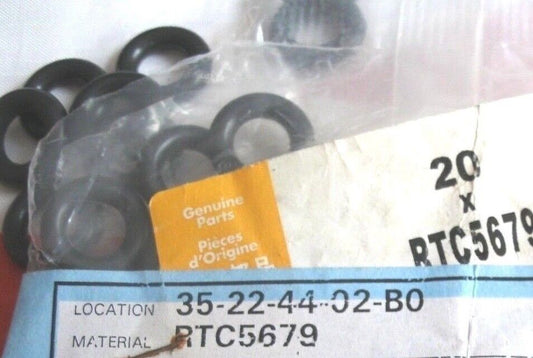 Genuine
Parts
Pièces
d'Origine
20
x
RTC5679
LOCATION 35-22-44-02-B0
MATERIAL RTC5679